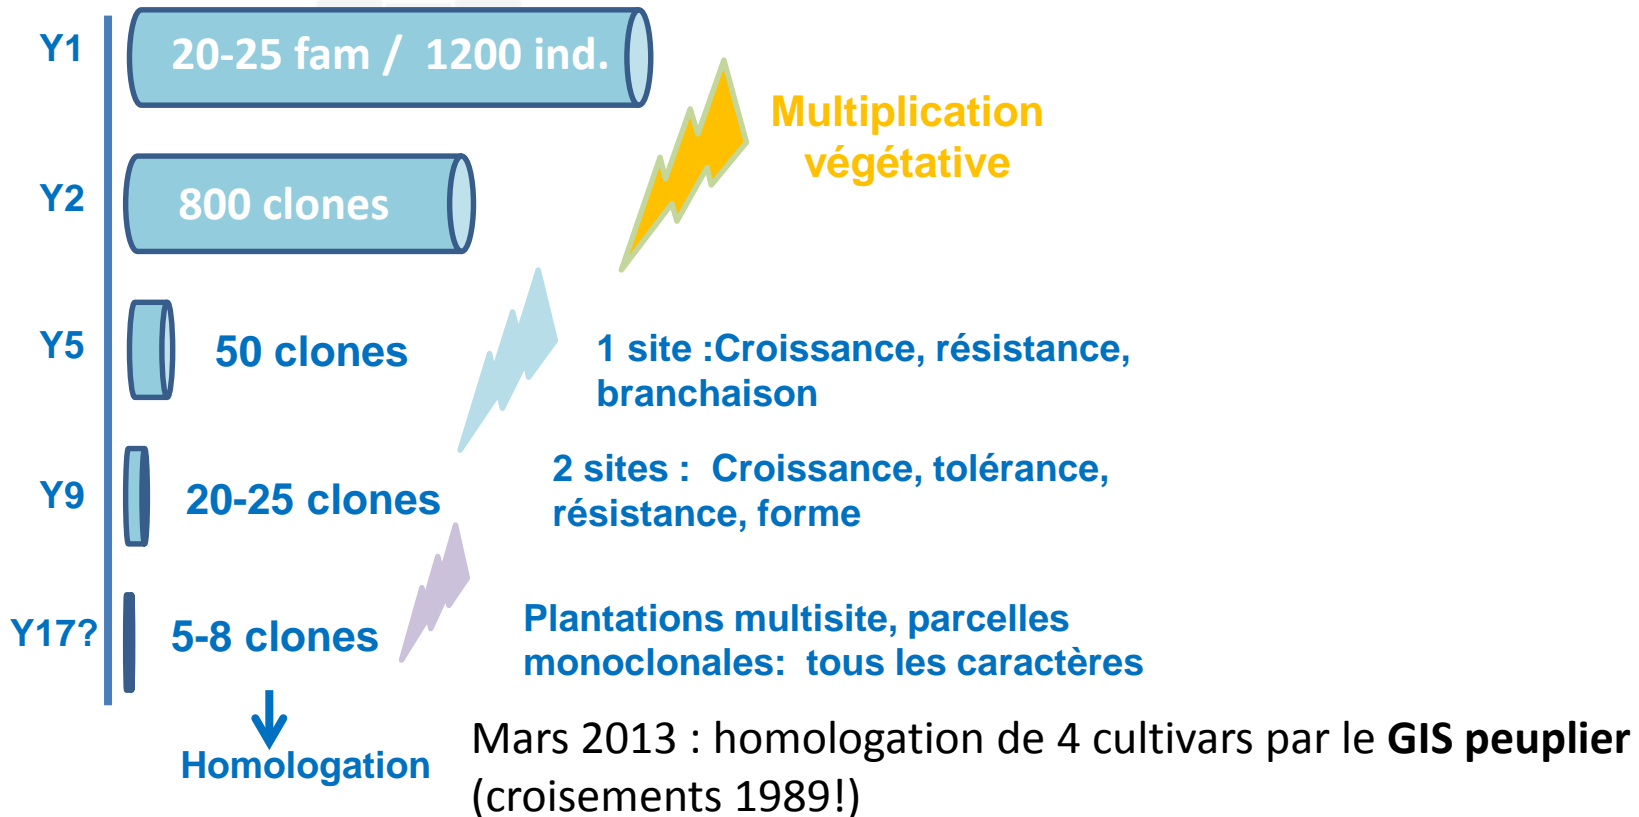 Y1
20-25 fam / 1200 ind.
Multiplication
végétative
Y2
800 clones
Y5
50 clones
1 site :Croissance, résistance,
branchaison
Y9
20-25 clones
2 sites : Croissance, tolérance,
résistance, forme
Y17?
5-8 clones
Plantations multisite, parcelles
monoclonales: tous les caractères
Homologation
Mars 2013 : homologation de 4 cultivars par le GIS peuplier
(croisements 1989!)